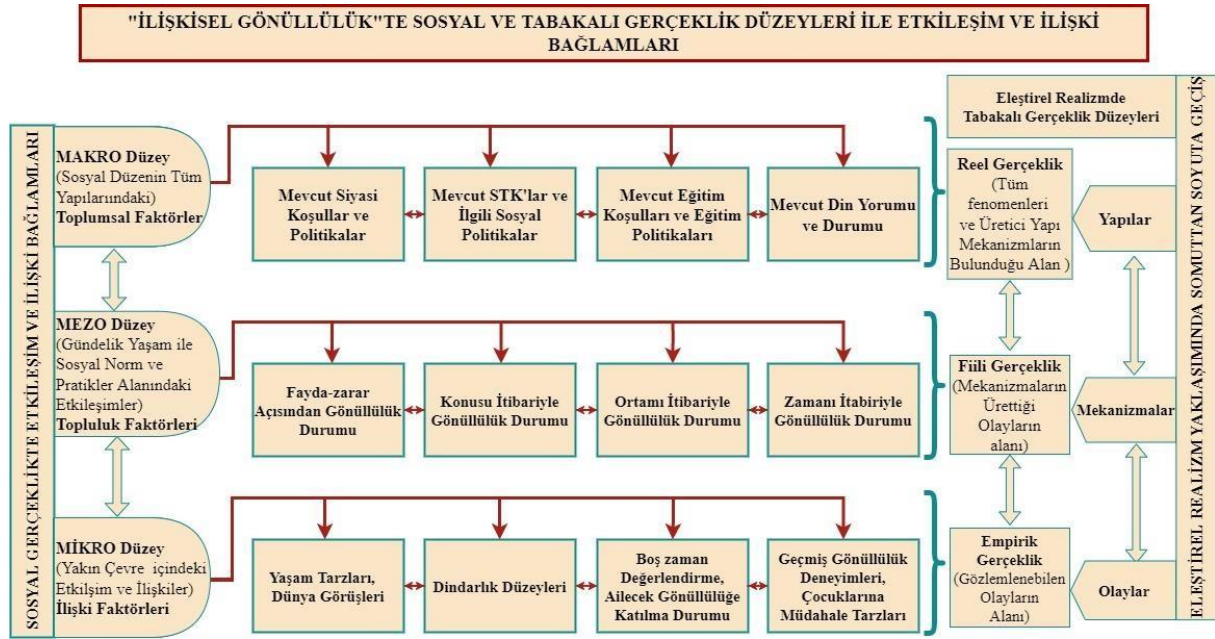 "İLİŞKİSEL GÖNÜLLÜLÜK"TE SOSYAL VE TABAKALI GERÇEKLİK DÜZEYLERİ İLE ETKİLEŞİM VE İLİŞKİ
BAĞLAMLARI
SOSYAL GERÇEKLİKTE ETKİLEŞİM VE İLİŞKİ BAĞLAMLARI
MAKRO Düzey
(Sosyal Düzenin Tüm
Yapılarıındaki)
Toplumsal Faktörler
Mevcut Siyasi
Koşullar ve
Politikalar
Mevcut STK'lar ve
İlgili Sosyal
Politikalar
Mevcut Eğitim
Koşulları ve Eğitim
Politikaları
Mevcut Din Yorumu
ve Durumu
Eleştirel Realizmde
Tabakalı Gerçeklik Düzeyleri
Reel Gerçeklik
(Tüm
fenomenleri
ve Üretici Yapı
Mekanizmların
Bulunduğu Alan )
Yapılar
MEZO Düzey
(Gündelik Yaşam ile
Sosyal Norm ve
Pratikler Alanındaki
Etkileşimler)
Topluluk Faktörleri
Fayda-zarar
Açısından Gönüllülük
Durumu
Konusu İtibariyle
Gönüllülük Durumu
Ortamı İtibariyle
Gönüllülük Durumu
Zamanı İtabiriyle
Gönüllülük Durumu
Fiili Gerçeklik
(Mekanizmaların
Ürettiği
Olayların
alanı)
Mekanizmalar
MİKRO Düzey
(Yakın Çevre içindeki
Etkilşim ve İlişkiler)
İlişki Faktörleri
Yaşam Tarzları,
Dünya Görüşleri
Dindarlık Düzeyleri
Boş zaman
Değerlendirme,
Ailecek Gönüllülüğe
Katılma Durumu
Geçmiş Gönüllülük
Deneyimleri,
Çocuklarına
Müdahale Tarzları
Empirik
Gerçeklik
(Gözlemlenebilen
Olayların
Alanı)
Olaylar
ELEŞTİREL REALİZM YAKLAŞIMINDA SOMUTTAN SOYUTA GEÇİŞ